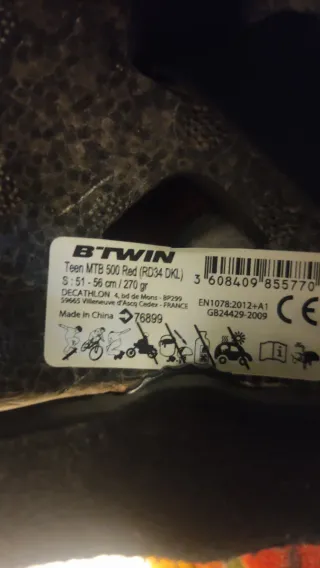 B'TWIN
Teen MTB 500 Red (RD34 DKL)
S : 51 - 56 cm / 270 gr
DECATHLON 4, bd de Mons - BP299
59665 Villeneuve d'Ascq Cedex - FRANCE
Made In China 76899
3 608409 855770
EN1078:2012+A1
GB24429-2009
CE